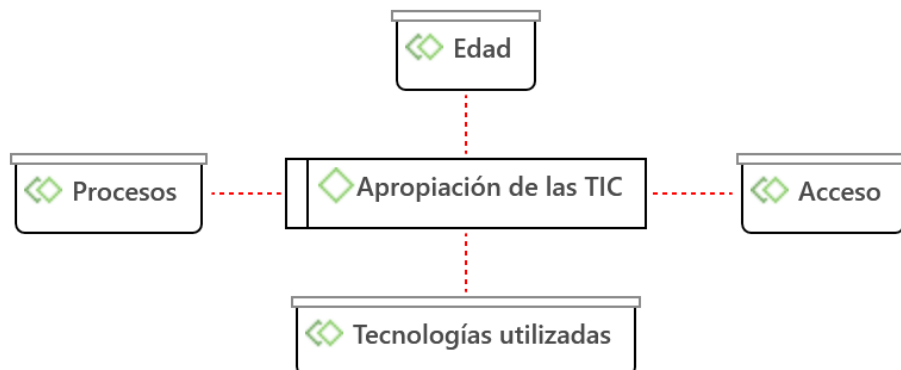 Edad
Procesos
Apropiación de las TIC
Acceso
Tecnologías utilizadas